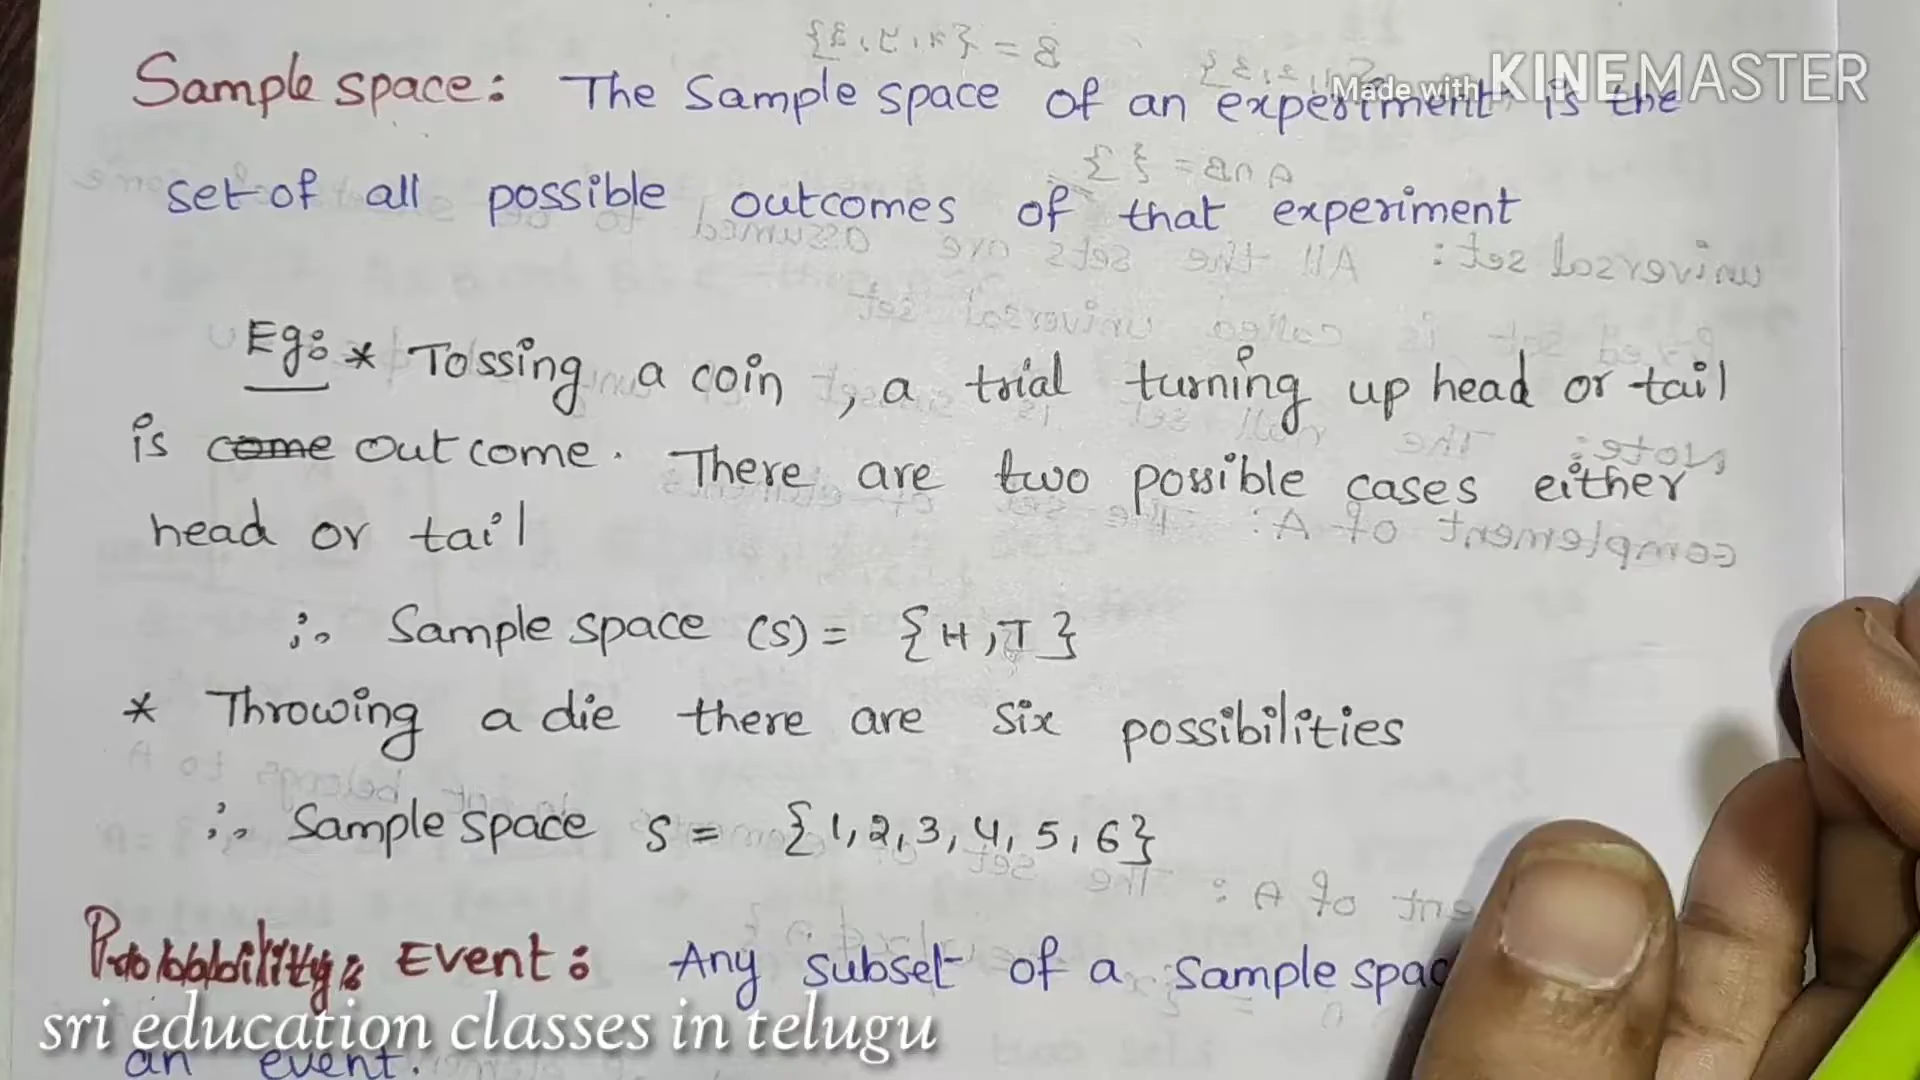 Made with KINEMASTER
Sample space: The Sample space of an experiment is the
set of all possible outcomes of that experiment
Eg: * Tossing a coin, a trial turning up head or tail
is come outcome. There are two possible cases either
head or tail
∴ Sample space (S) = {H, T}
* Throwing a die there are six possibilities
∴ Sample space S = {1, 2, 3, 4, 5, 6}
Probability: Event: Any subset of a sample spac
an event.
sri education classes in telugu